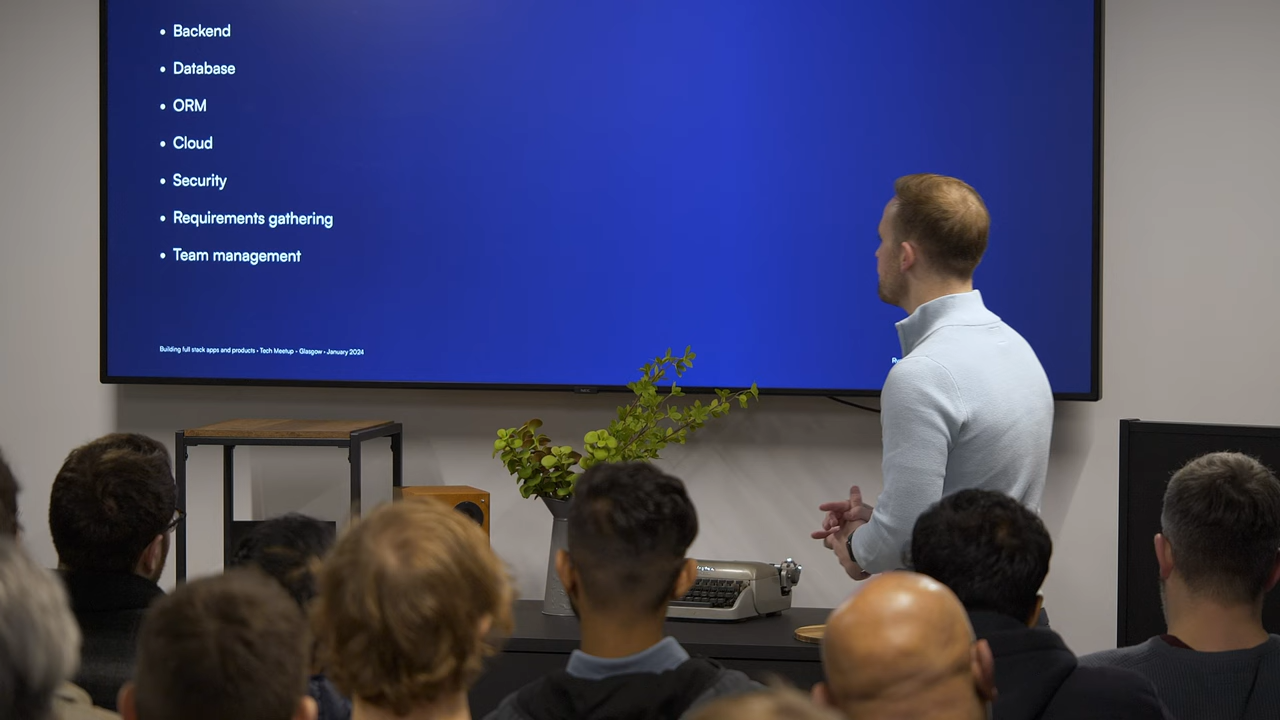 • Backend
• Database
• ORM
• Cloud
• Security
• Requirements gathering
• Team management
Building full stack apps and products • Tech Meetup • Glasgow • January 2024